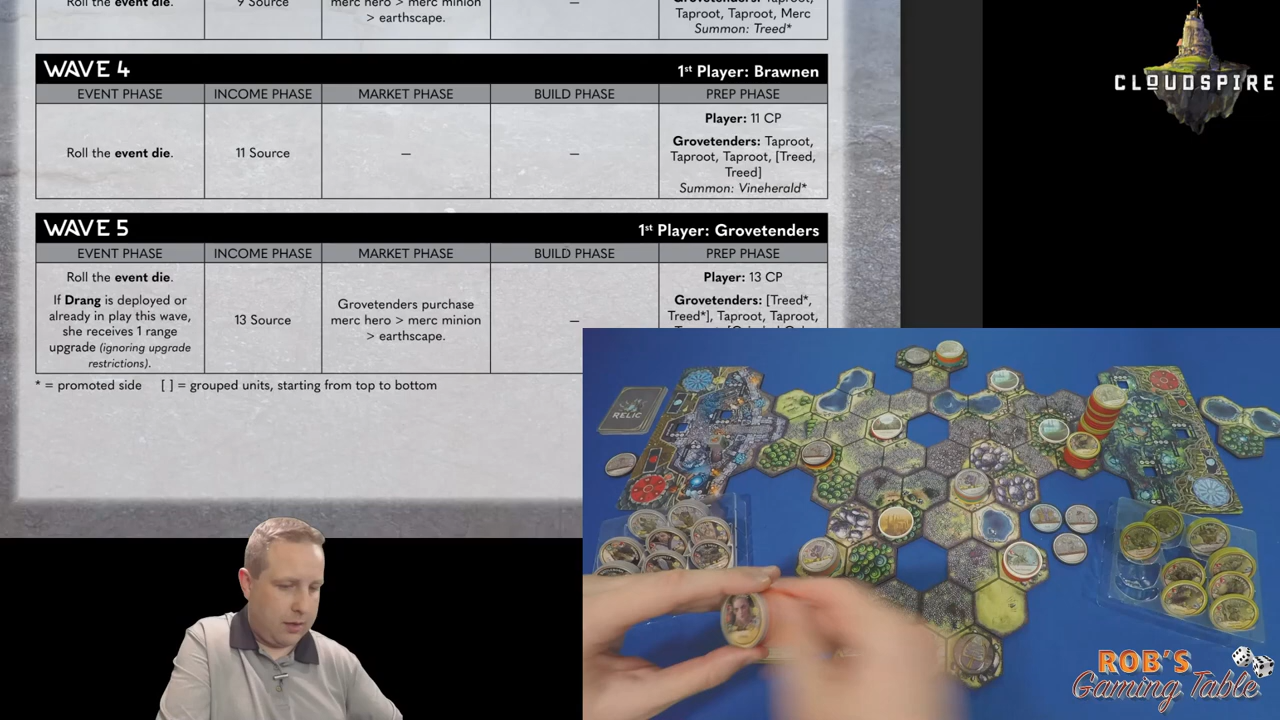 Roll the event die.
9 Source
merc hero > merc minion
> earthscape.
—
Taproot, Taproot, Merc
Summon: Treed*
WAVE 4
1st Player: Brawnen
EVENT PHASE
INCOME PHASE
MARKET PHASE
BUILD PHASE
PREP PHASE
Roll the event die.
11 Source
—
—
Player: 11 CP
Grovetenders: Taproot,
Taproot, Taproot, [Treed,
Treed]
Summon: Vineherald*
WAVE 5
1st Player: Grovetenders
EVENT PHASE
INCOME PHASE
MARKET PHASE
BUILD PHASE
PREP PHASE
Roll the event die.
If Drang is deployed or
already in play this wave,
she receives 1 range
upgrade (ignoring upgrade
restrictions).
13 Source
Grovetenders purchase
merc hero > merc minion
> earthscape.
—
Player: 13 CP
Grovetenders: [Treed*,
Treed*], Taproot, Taproot,
* = promoted side [ ] = grouped units, starting from top to bottom
CLOUDSPIRE
RELIC
ROB'S
Gaming Table